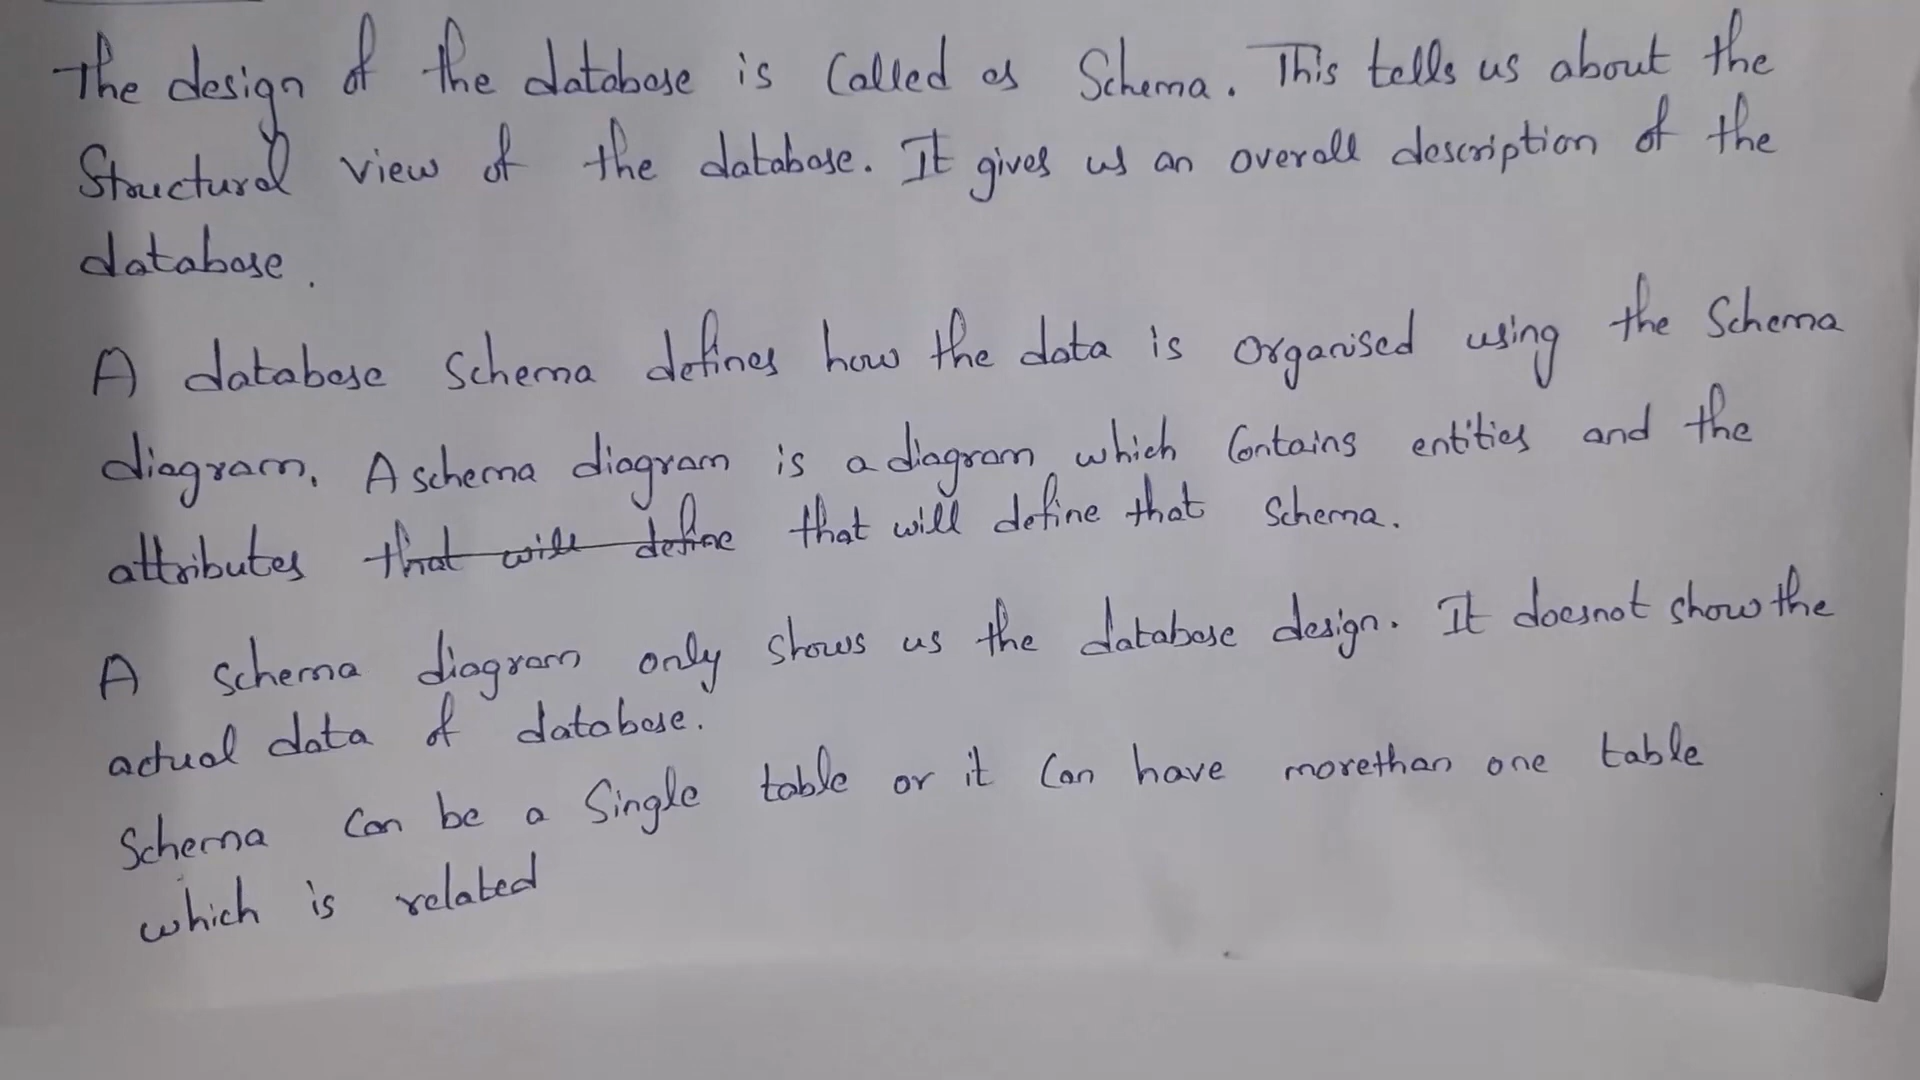 The design of the database is Called as Schema. This tells us about the
Structural view of the database. It gives us an overall description of the
database.
A database Schema defines how the data is organised using the Schema
diagram. A schema diagram is a diagram which Contains entities and the
attributes ~~that will define~~ that will define that Schema.
A schema diagram only shows us the database design. It doesnot show the
actual data of database.
Schema Can be a Single table or it Can have morethan one table
which is related